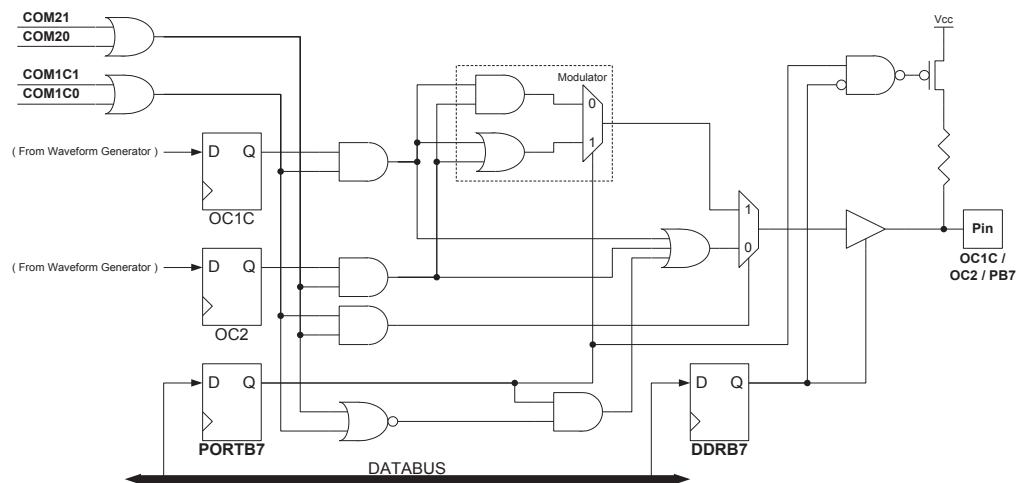 COM21
COM20
Vcc
COM1C1
COM1C0
Modulator
0
1
( From Waveform Generator )
D Q
OC1C
1
0
Pin
OC1C /
OC2 / PB7
( From Waveform Generator )
D Q
OC2
D Q
PORTB7
D Q
DDRB7
DATABUS